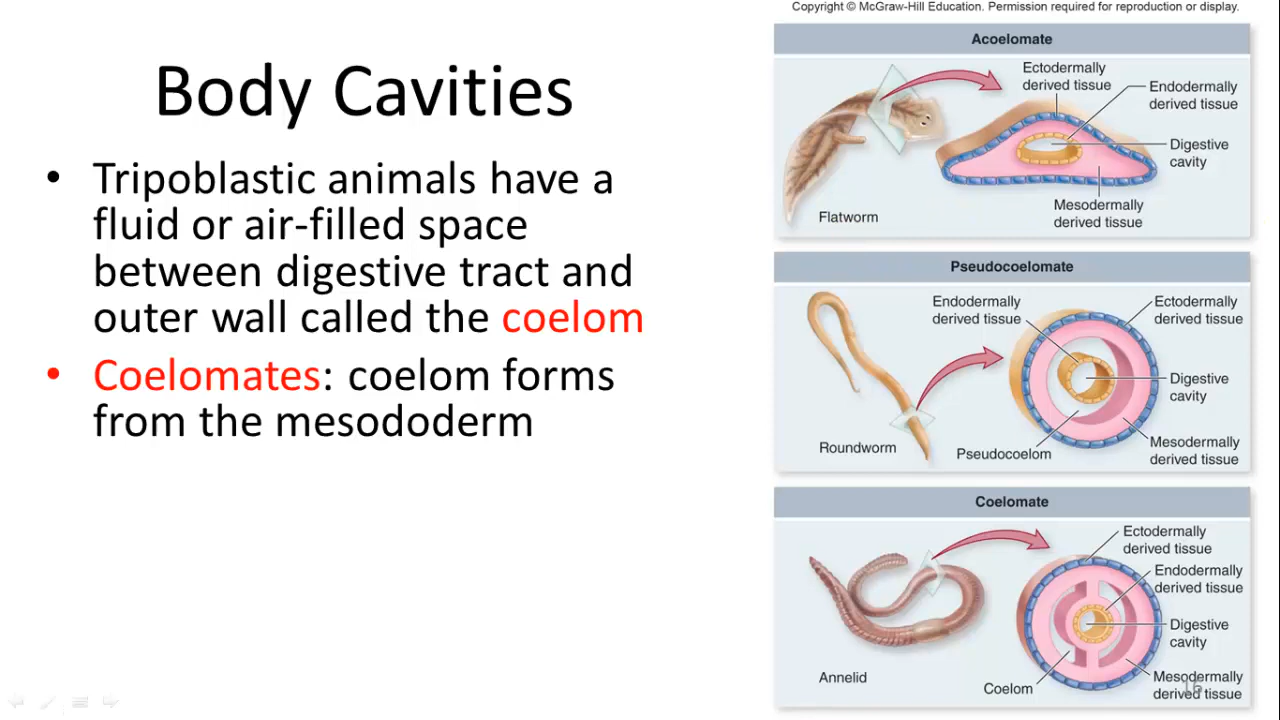 Copyright © McGraw-Hill Education. Permission required for reproduction or display.
Body Cavities
• Tripoblastic animals have a
fluid or air-filled space
between digestive tract and
outer wall called the coelom
• Coelomates: coelom forms
from the mesododerm
Acoelomate
Ectodermally
derived tissue
Endodermally
derived tissue
Digestive
cavity
Mesodermally
derived tissue
Flatworm
Pseudocoelomate
Endodermally
derived tissue
Ectodermally
derived tissue
Digestive
cavity
Mesodermally
derived tissue
Roundworm
Pseudocoelom
Coelomate
Ectodermally
derived tissue
Endodermally
derived tissue
Digestive
cavity
Mesodermally
derived tissue
Annelid
Coelom
16